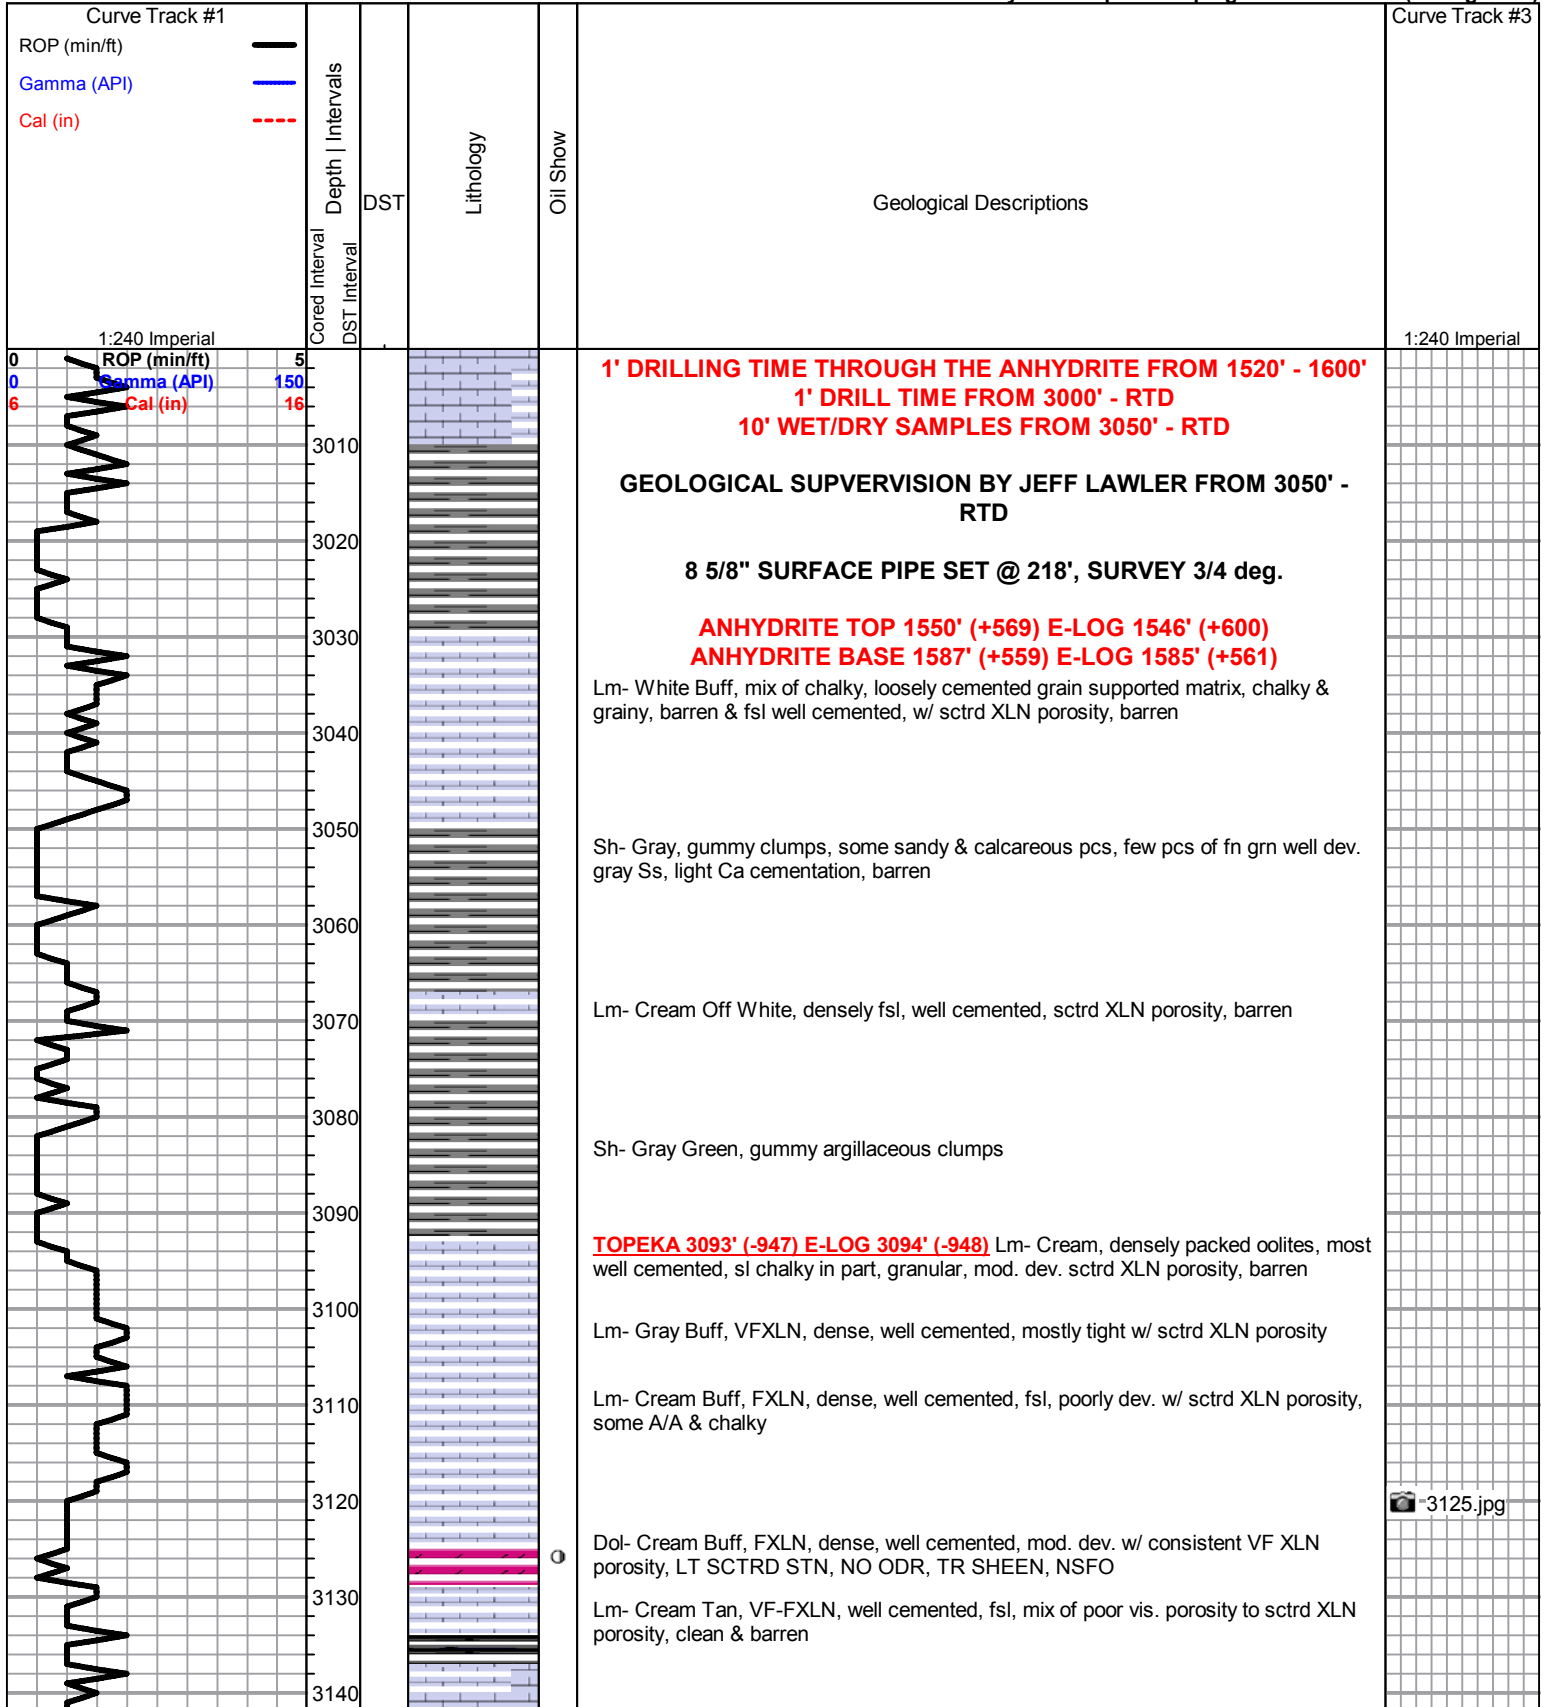 Curve Track #1
ROP (min/ft)
Gamma (API)
Cal (in)
1:240 Imperial
Depth | Intervals
Cored Interval
DST Interval
DST
Lithology
Oil Show
Geological Descriptions
Curve Track #3
1:240 Imperial
0 ROP (min/ft) 5
0 Gamma (API) 150
6 Cal (in) 16
1' DRILLING TIME THROUGH THE ANHYDRITE FROM 1520' - 1600'
1' DRILL TIME FROM 3000' - RTD
10' WET/DRY SAMPLES FROM 3050' - RTD
3010
GEOLOGICAL SUPVERVISION BY JEFF LAWLER FROM 3050' -
RTD
3020
8 5/8" SURFACE PIPE SET @ 218', SURVEY 3/4 deg.
ANHYDRITE TOP 1550' (+569) E-LOG 1546' (+600)
3030
ANHYDRITE BASE 1587' (+559) E-LOG 1585' (+561)
Lm- White Buff, mix of chalky, loosely cemented grain supported matrix, chalky &
grainy, barren & fsl well cemented, w/ sctrd XLN porosity, barren
3040
3050
Sh- Gray, gummy clumps, some sandy & calcareous pcs, few pcs of fn grn well dev.
gray Ss, light Ca cementation, barren
3060
Lm- Cream Off White, densely fsl, well cemented, sctrd XLN porosity, barren
3070
3080
Sh- Gray Green, gummy argillaceous clumps
3090
TOPEKA 3093' (-947) E-LOG 3094' (-948) Lm- Cream, densely packed oolites, most
well cemented, sl chalky in part, granular, mod. dev. sctrd XLN porosity, barren
3100
Lm- Gray Buff, VFXLN, dense, well cemented, mostly tight w/ sctrd XLN porosity
Lm- Cream Buff, FXLN, dense, well cemented, fsl, poorly dev. w/ sctrd XLN porosity,
3110
some A/A & chalky
3120
3125.jpg
Dol- Cream Buff, FXLN, dense, well cemented, mod. dev. w/ consistent VF XLN
porosity, LT SCTRD STN, NO ODR, TR SHEEN, NSFO
3130
Lm- Cream Tan, VF-FXLN, well cemented, fsl, mix of poor vis. porosity to sctrd XLN
porosity, clean & barren
3140